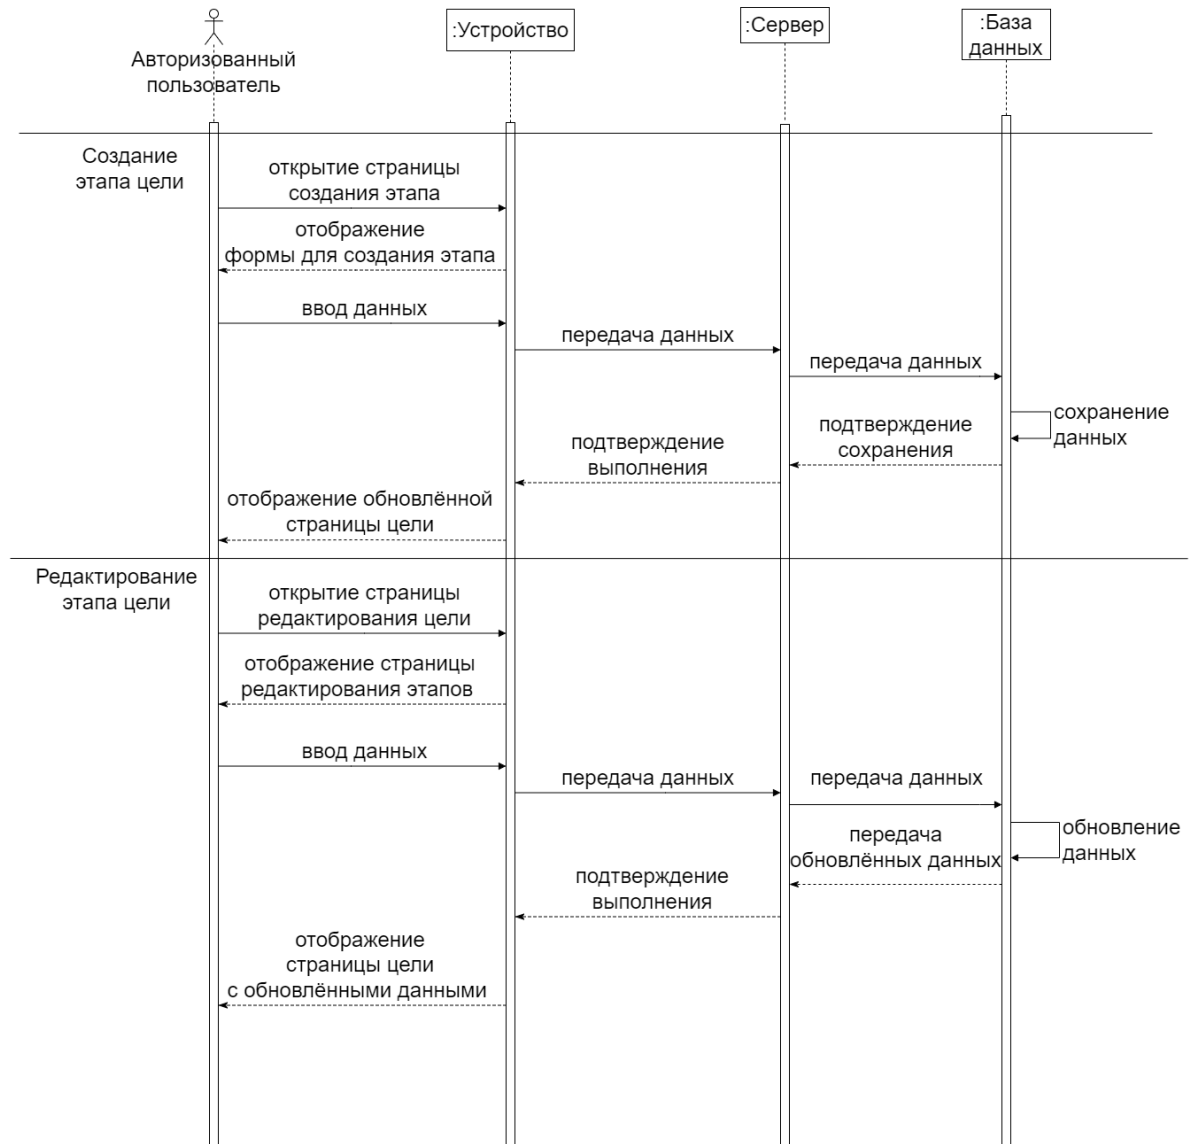 Авторизованный
пользователь
:Устройство
:Сервер
:База
данных
Создание
этапа цели
открытие страницы
создания этапа
отображение
формы для создания этапа
ввод данных
передача данных
передача данных
сохранение
данных
подтверждение
сохранения
подтверждение
выполнения
отображение обновлённой
страницы цели
Редактирование
этапа цели
открытие страницы
редактирования цели
отображение страницы
редактирования этапов
ввод данных
передача данных
передача данных
обновление
данных
передача
обновлённых данных
подтверждение
выполнения
отображение
страницы цели
с обновлёнными данными